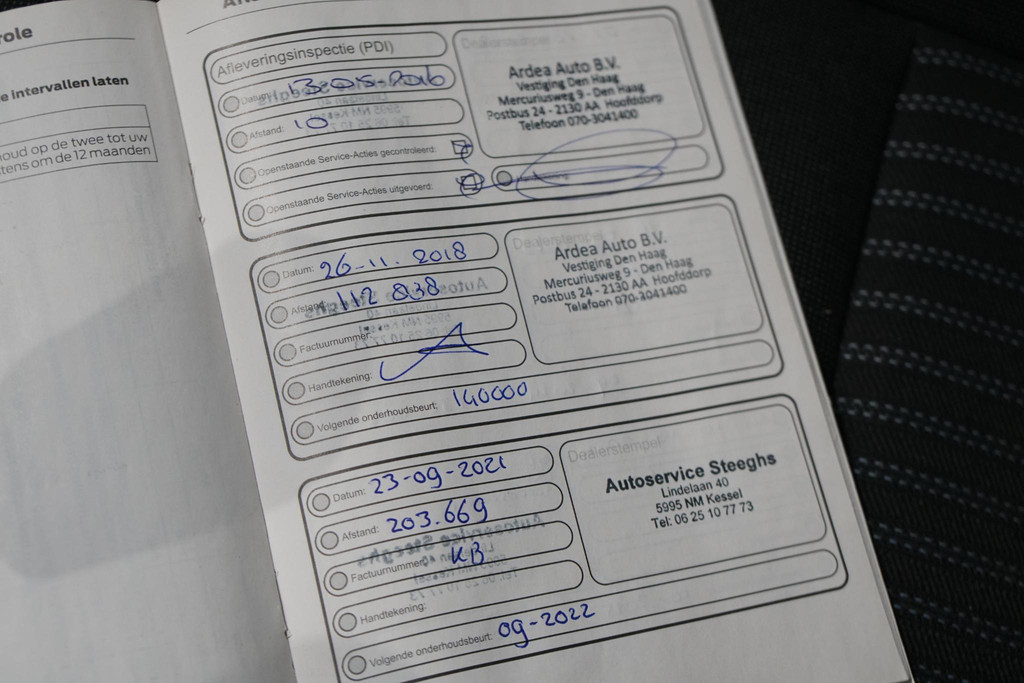 role
e intervallen laten
oud op de twee tot uw
tens om de 12 maanden
Afleveringsinspectie (PDI)
Datum:
Afstand: 10
Openstaande Service-Acties gecontroleerd:
Openstaande Service-Acties uitgevoerd:
Dealerstempel
Ardea Auto B.V.
Vestiging Den Haag
Mercuriusweg 9 - Den Haag
Postbus 24 - 2130 AA Hoofddorp
Telefoon 070-3041400
Datum: 26-11. 2018
Afstand: 112 838
Factuurnummer:
Handtekening:
Volgende onderhoudsbeurt: 140000
Dealerstempel
Ardea Auto B.V.
Vestiging Den Haag
Mercuriusweg 9 - Den Haag
Postbus 24 - 2130 AA Hoofddorp
Telefoon 070-3041400
Datum: 23-09-2021
Afstand: 203.669
Factuurnummer: KB
Handtekening:
Volgende onderhoudsbeurt: 09-2022
Dealerstempel
Autoservice Steeghs
Lindelaan 40
5995 NM Kessel
Tel: 06 25 10 77 73